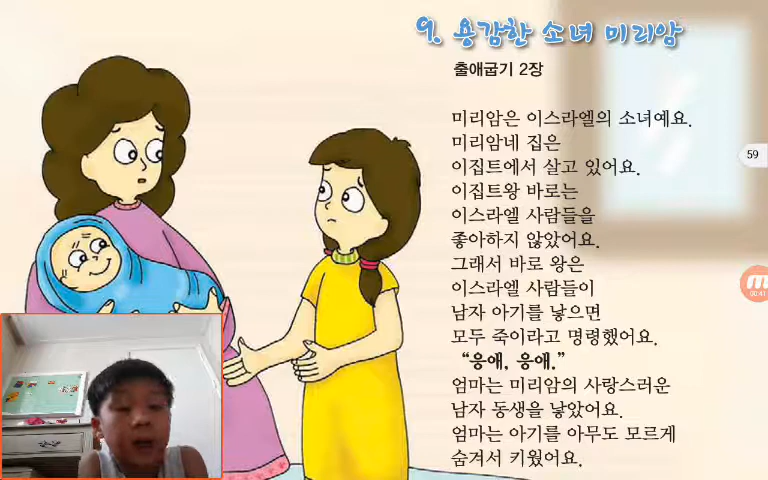 9. 용감한 소녀 미리암
출애굽기 2장
미리암은 이스라엘의 소녀예요.
미리암네 집은
이집트에서 살고 있어요.
이집트왕 바로는
이스라엘 사람들을
좋아하지 않았어요.
그래서 바로 왕은
이스라엘 사람들이
남자 아기를 낳으면
모두 죽이라고 명령했어요.
“응애, 응애.”
엄마는 미리암의 사랑스러운
남자 동생을 낳았어요.
엄마는 아기를 아무도 모르게
숨겨서 키웠어요.
59
m
00:41